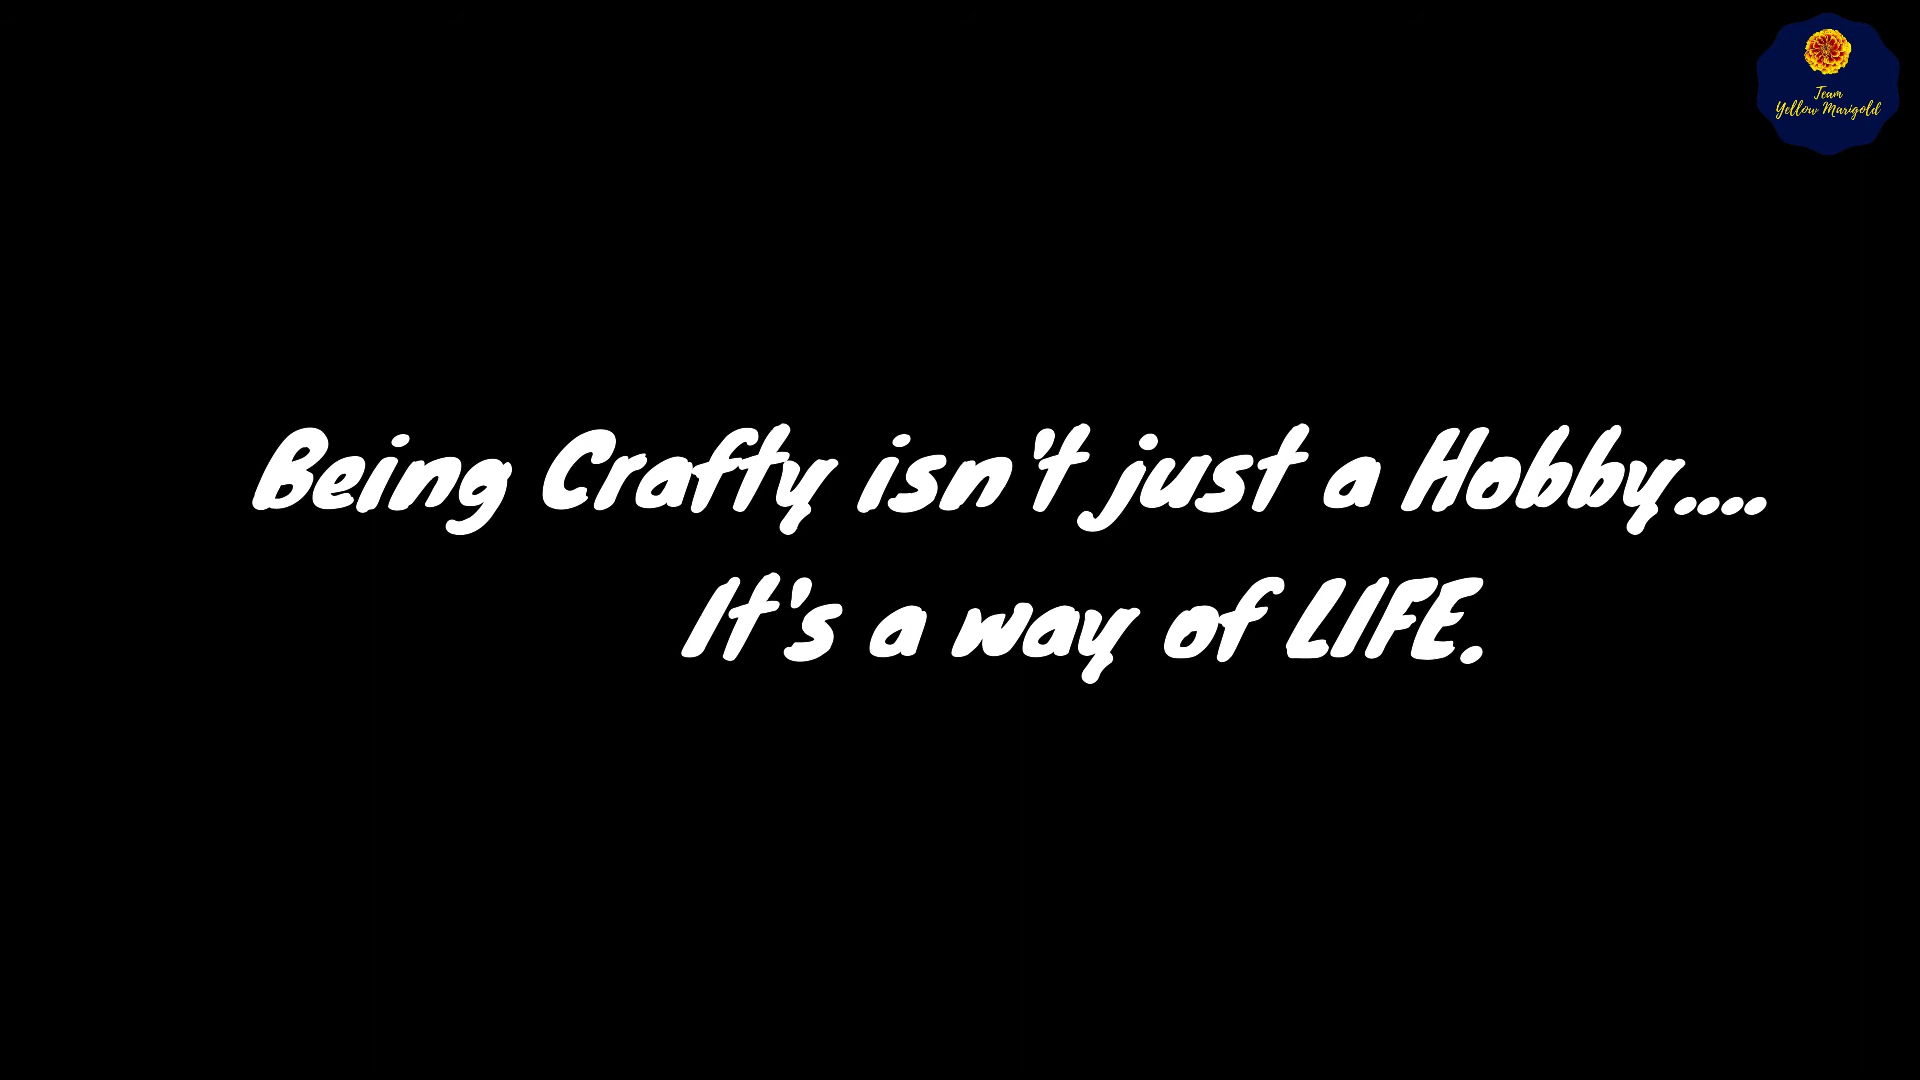 Team
Yellow Marigold
Being Crafty isn't just a Hobby....
It's a way of LIFE.